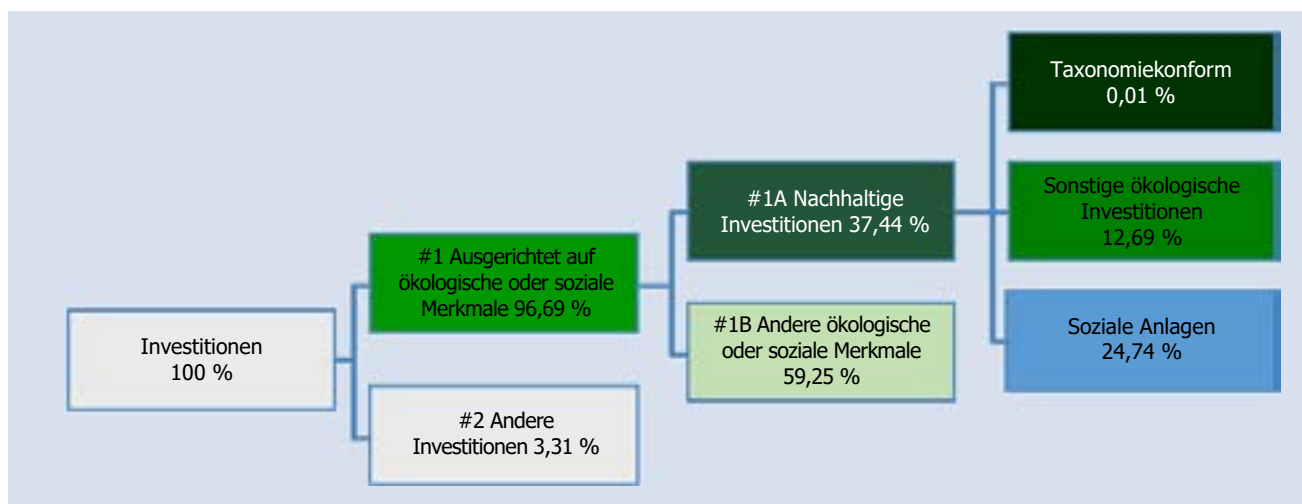 Investitionen
100 %
#1 Ausgerichtet auf
ökologische oder soziale
Merkmale 96,69 %
#2 Andere
Investitionen 3,31 %
#1A Nachhaltige
Investitionen 37,44 %
#1B Andere ökologische
oder soziale Merkmale
59,25 %
Taxonomiekonform
0,01 %
Sonstige ökologische
Investitionen
12,69 %
Soziale Anlagen
24,74 %